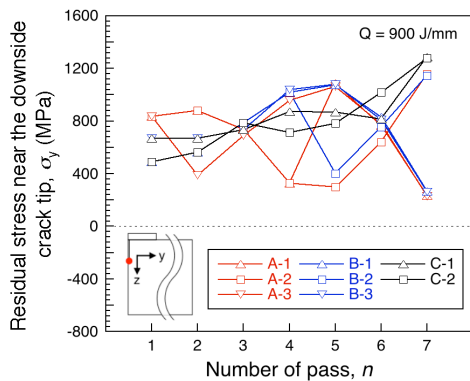 Residual stress near the downside
crack tip, σy (MPa)
1600
1200
800
400
0
-400
-800
Q = 900 J/mm
y
z
A-1
B-1
C-1
A-2
B-2
C-2
A-3
B-3
1 2 3 4 5 6 7
Number of pass, n